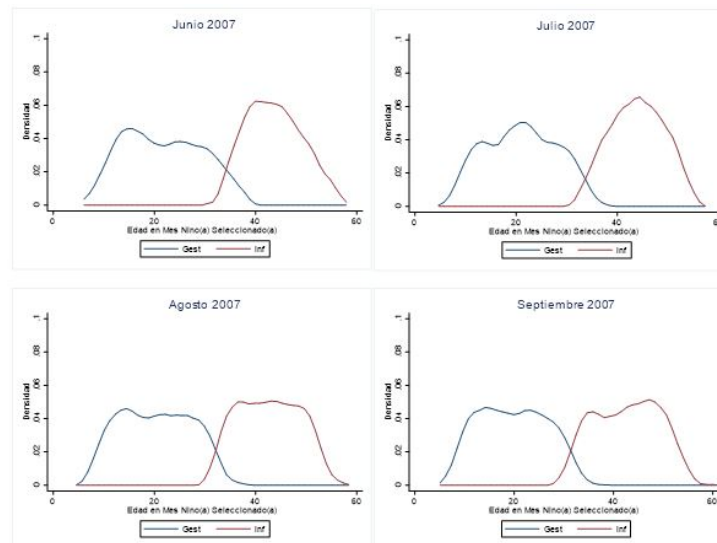 Junio 2007
.1
.08
.06
.04
.02
0
Densidad
0 20 40 60
Edad en Mes Nino(a) Seleccionado(a)
Gest Inf
Julio 2007
.1
.08
.06
.04
.02
0
Densidad
0 20 40 60
Edad en Mes Nino(a) Seleccionado(a)
Gest Inf
Agosto 2007
.1
.08
.06
.04
.02
0
Densidad
0 20 40 60
Edad en Mes Nino(a) Seleccionado(a)
Gest Inf
Septiembre 2007
.1
.08
.06
.04
.02
0
Densidad
0 20 40 60
Edad en Mes Nino(a) Seleccionado(a)
Gest Inf